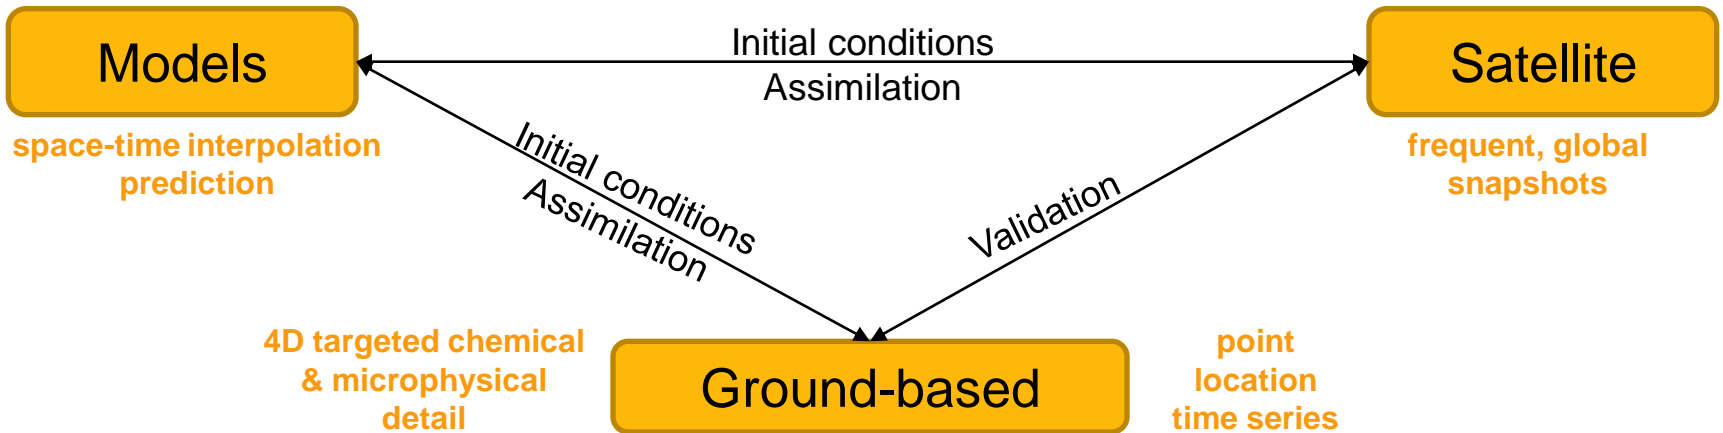 Models
Initial conditions
Assimilation
Satellite
space-time interpolation
prediction
frequent, global
snapshots
Initial conditions
Assimilation
Validation
4D targeted chemical
& microphysical
detail
Ground-based
point
location
time series